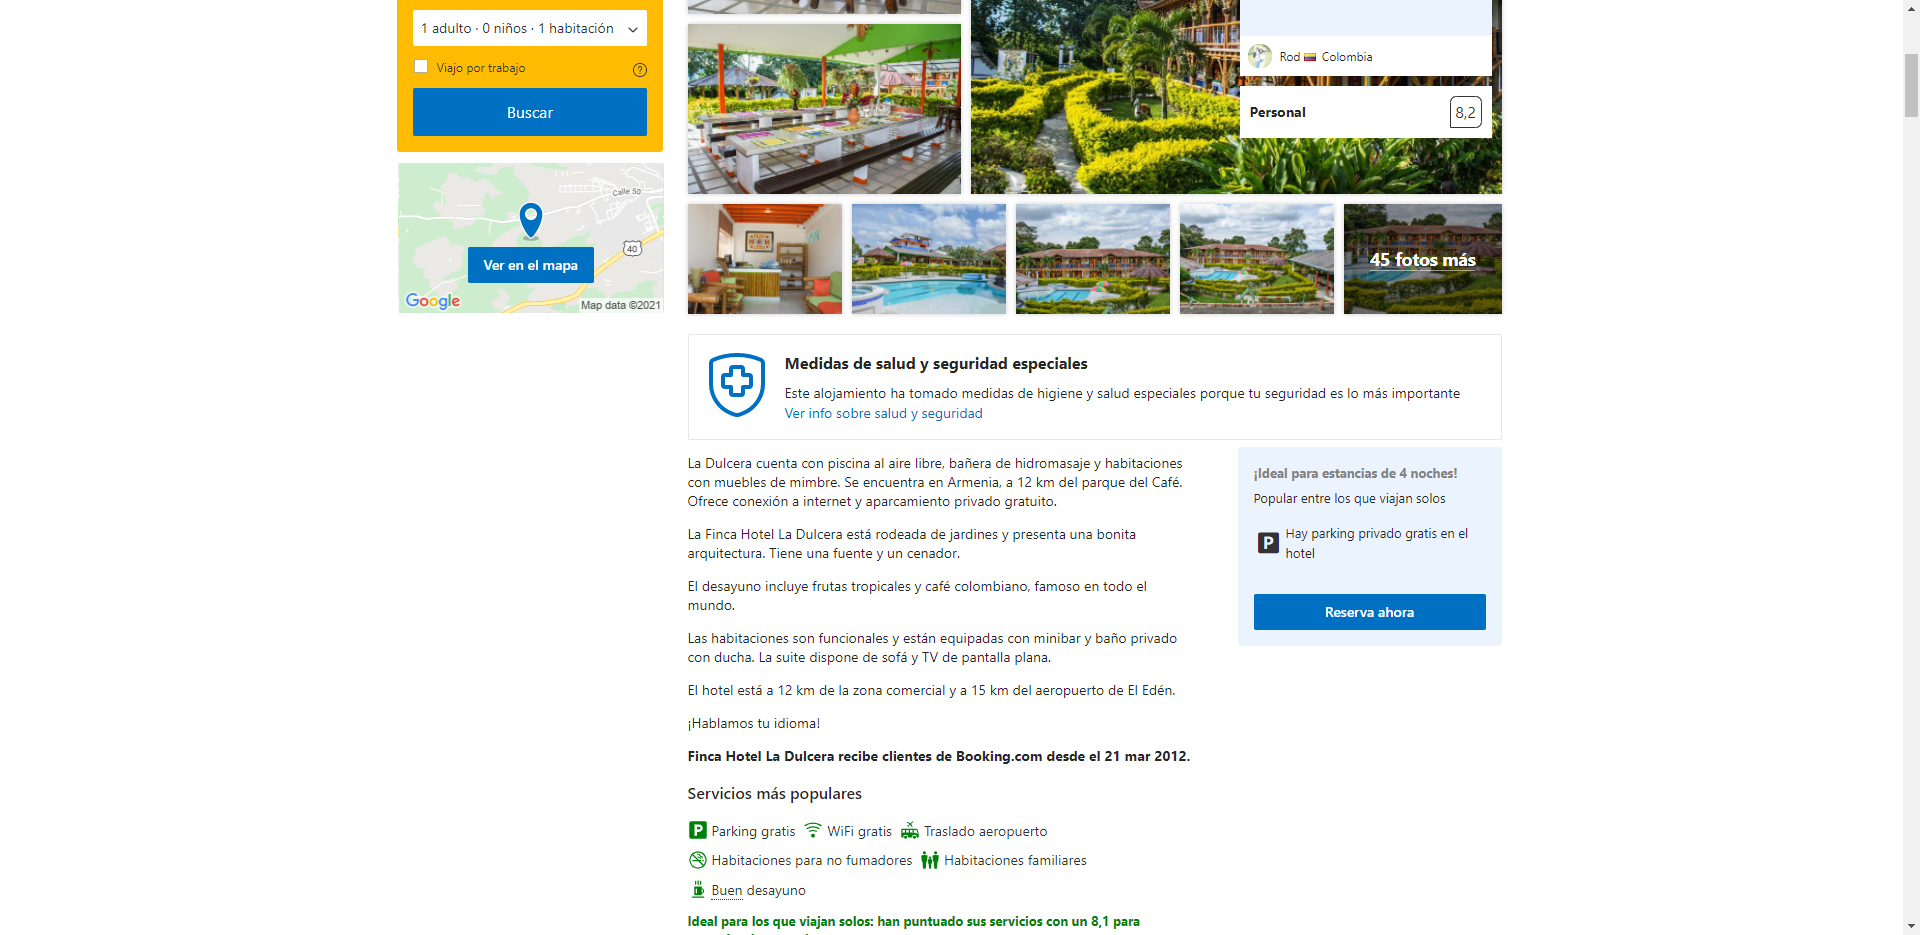 1 adulto · 0 niños · 1 habitación
Viajo por trabajo
?
Buscar
Calle 50
40
Ver en el mapa
Google
Map data ©2021
Rod Colombia
Personal
8,2
45 fotos más
Medidas de salud y seguridad especiales
Este alojamiento ha tomado medidas de higiene y salud especiales porque tu seguridad es lo más importante
Ver info sobre salud y seguridad
La Dulcera cuenta con piscina al aire libre, bañera de hidromasaje y habitaciones
con muebles de mimbre. Se encuentra en Armenia, a 12 km del parque del Café.
Ofrece conexión a internet y aparcamiento privado gratuito.
La Finca Hotel La Dulcera está rodeada de jardines y presenta una bonita
arquitectura. Tiene una fuente y un cenador.
El desayuno incluye frutas tropicales y café colombiano, famoso en todo el
mundo.
Las habitaciones son funcionales y están equipadas con minibar y baño privado
con ducha. La suite dispone de sofá y TV de pantalla plana.
El hotel está a 12 km de la zona comercial y a 15 km del aeropuerto de El Edén.
¡Hablamos tu idioma!
Finca Hotel La Dulcera recibe clientes de Booking.com desde el 21 mar 2012.
¡Ideal para estancias de 4 noches!
Popular entre los que viajan solos
P
Hay parking privado gratis en el
hotel
Reserva ahora
Servicios más populares
P Parking gratis WiFi gratis Traslado aeropuerto
Habitaciones para no fumadores Habitaciones familiares
Buen desayuno
Ideal para los que viajan solos: han puntuado sus servicios con un 8,1 para